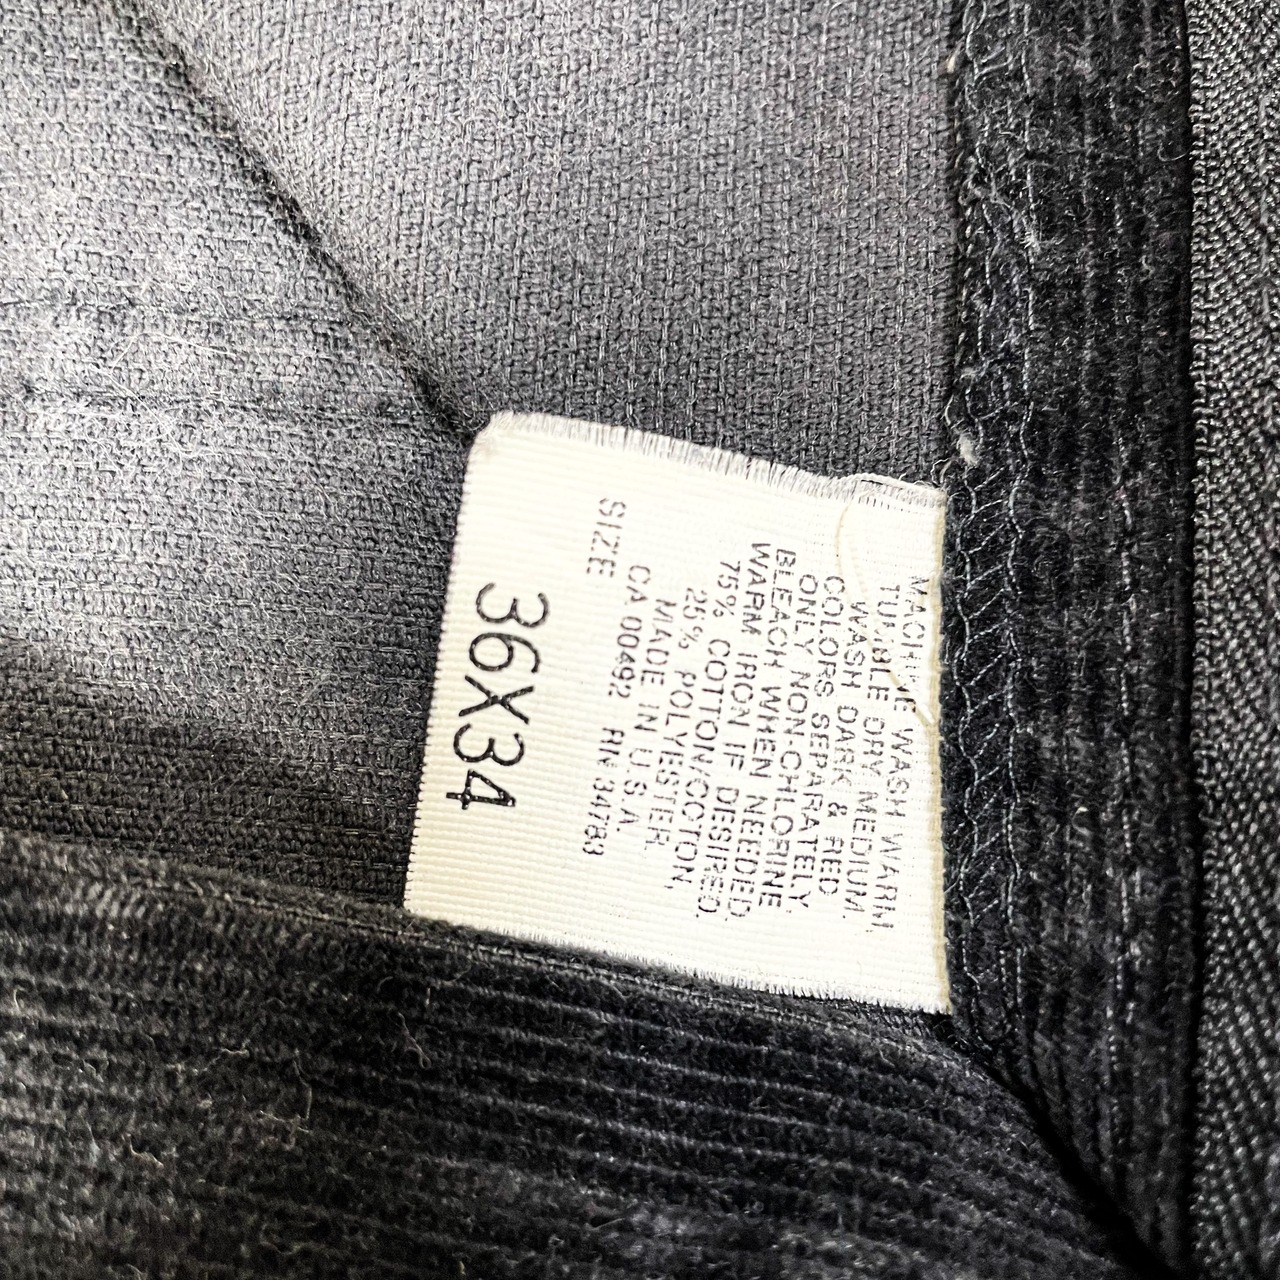 MACHINE WASH WARM,
TUMBLE DRY MEDIUM.
WASH DARK & RED
COLORS SEPARATELY.
ONLY NON-CHLORINE
BLEACH WHEN NEEDED.
WARM IRON IF DESIRED.
75% COTTON/COTON,
25% POLYESTER.
MADE IN U.S.A.
CA 00492 RN 34783
SIZE
36X34